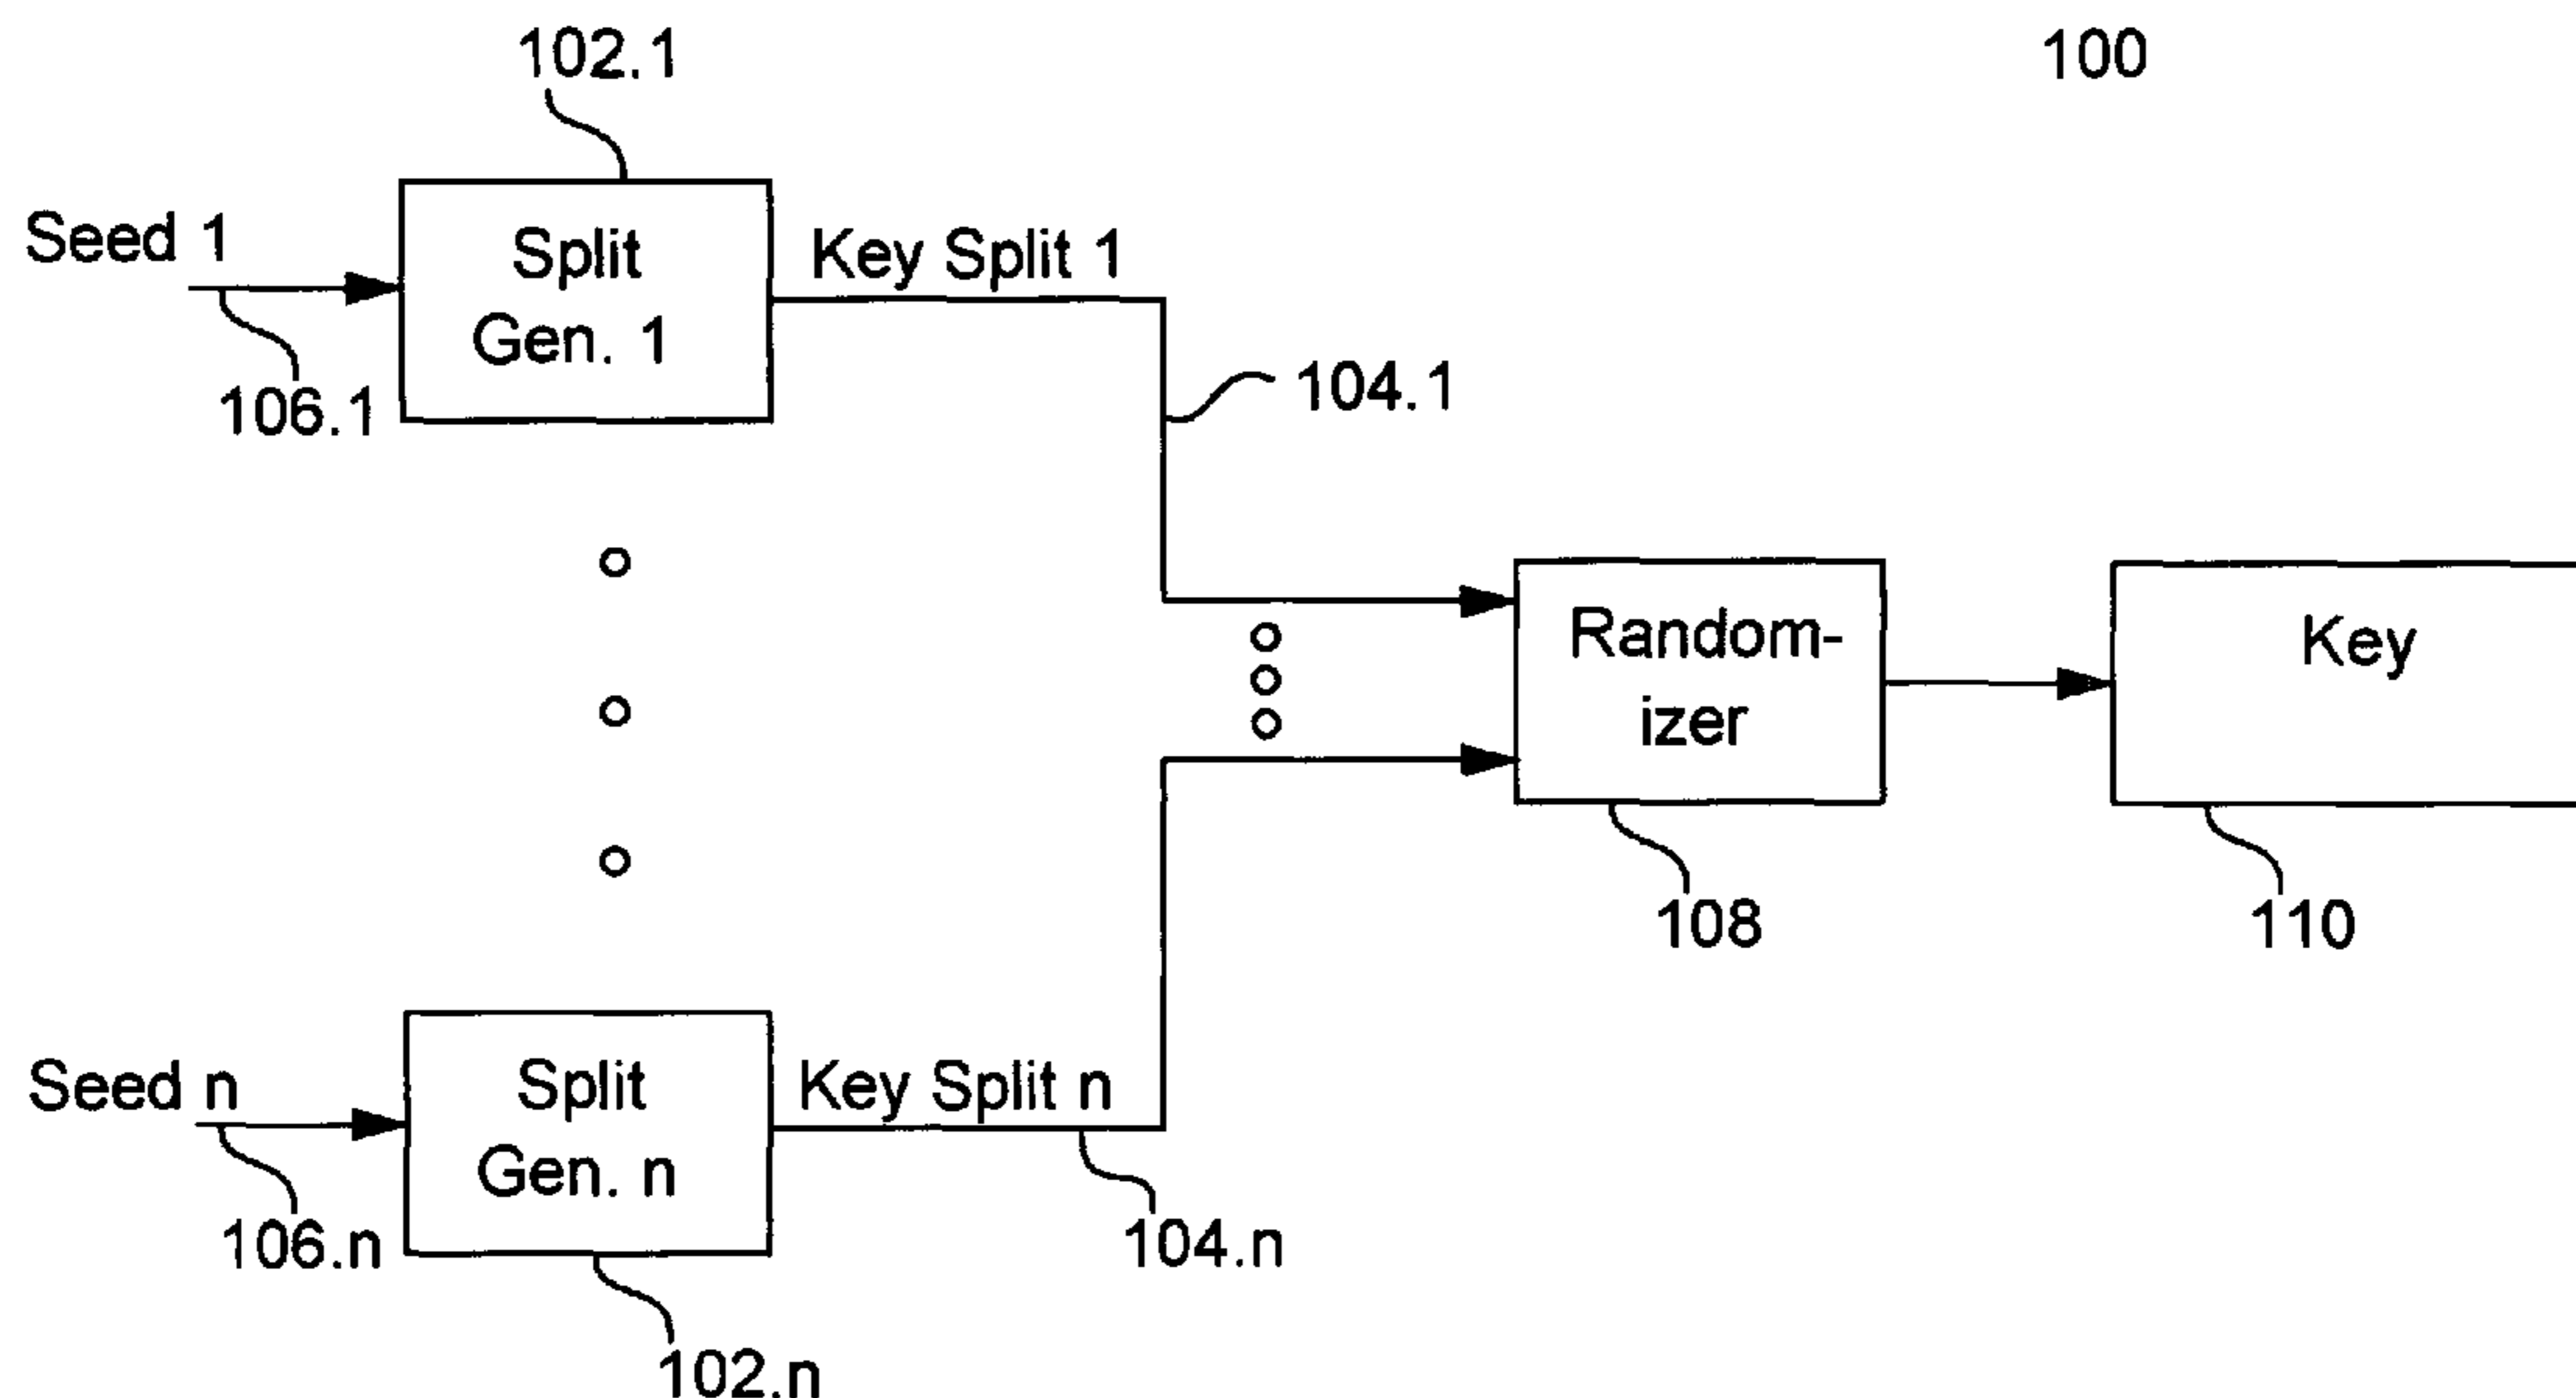 102.1
100
Seed 1
Split
Gen. 1
Key Split 1
106.1
104.1
Random-
izer
Key
108
110
Seed n
Split
Gen. n
Key Split n
106.n
104.n
102.n